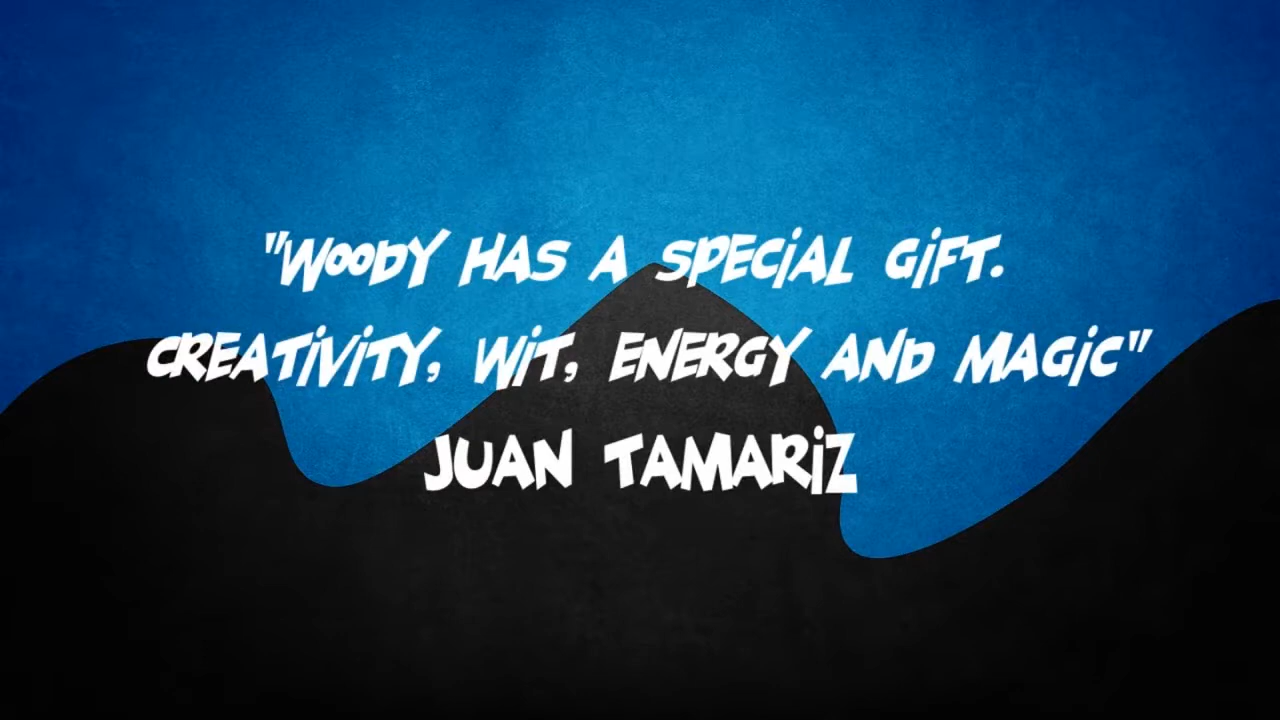 "WOODY HAS A SPECiAL GiFT.
CREATiViTY, WiT, ENERGY AND MAGiC"
JUAN TAMARiZ